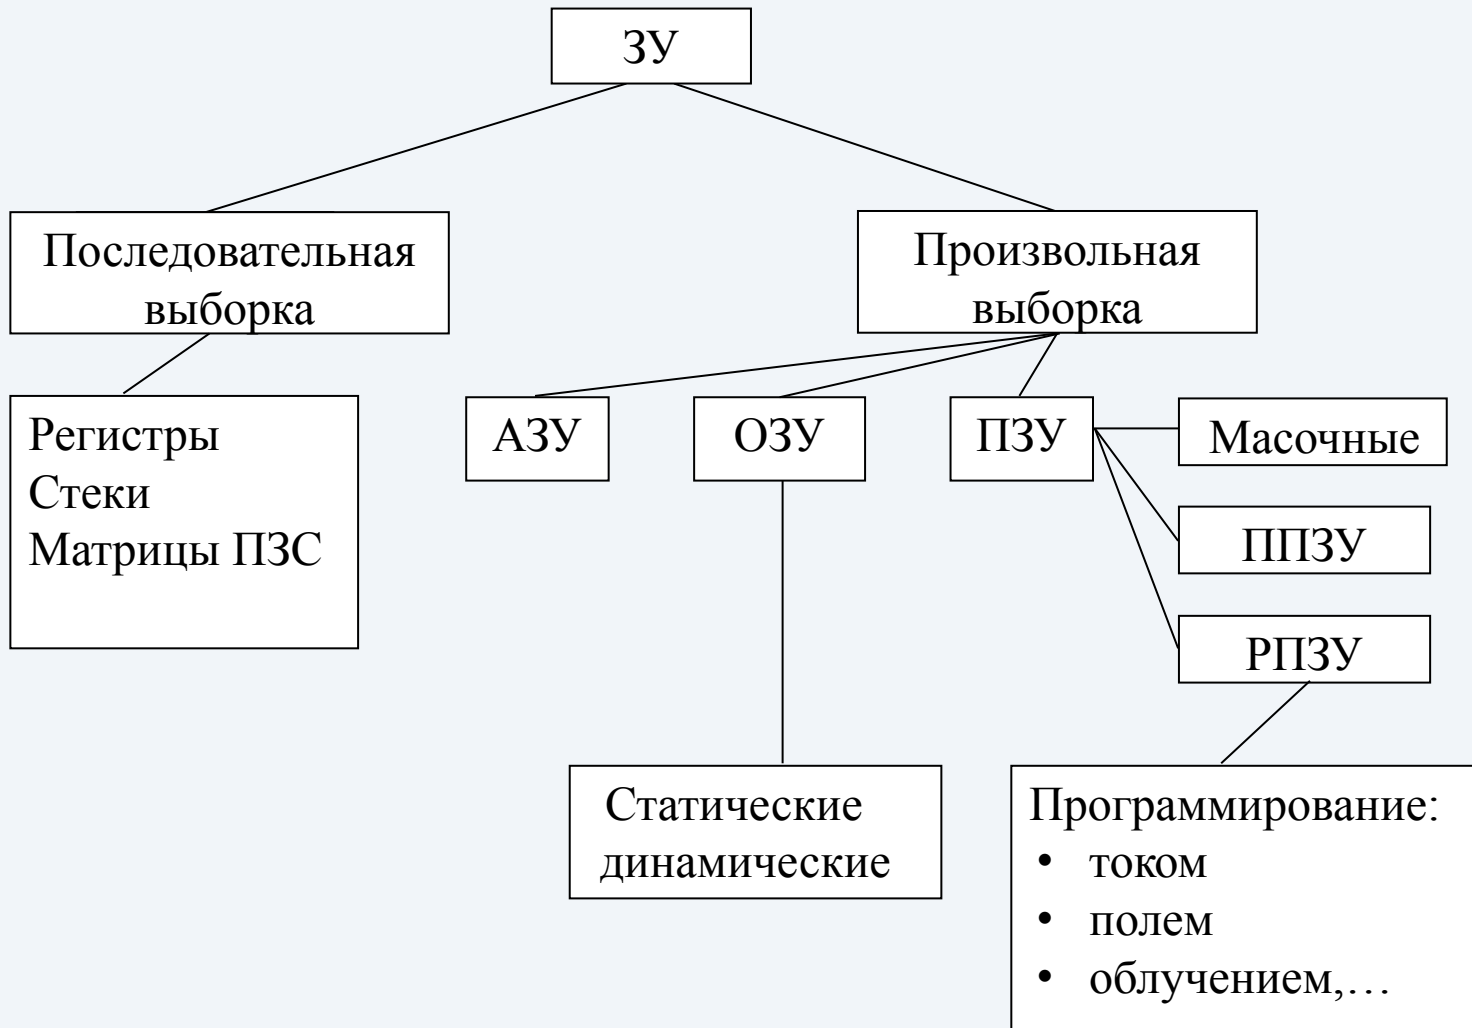 ЗУ
Последовательная
выборка
Произвольная
выборка
Регистры
Стеки
Матрицы ПЗС
АЗУ
ОЗУ
ПЗУ
Масочные
ППЗУ
РПЗУ
Статические
динамические
Программирование:
• током
• полем
• облучением,…